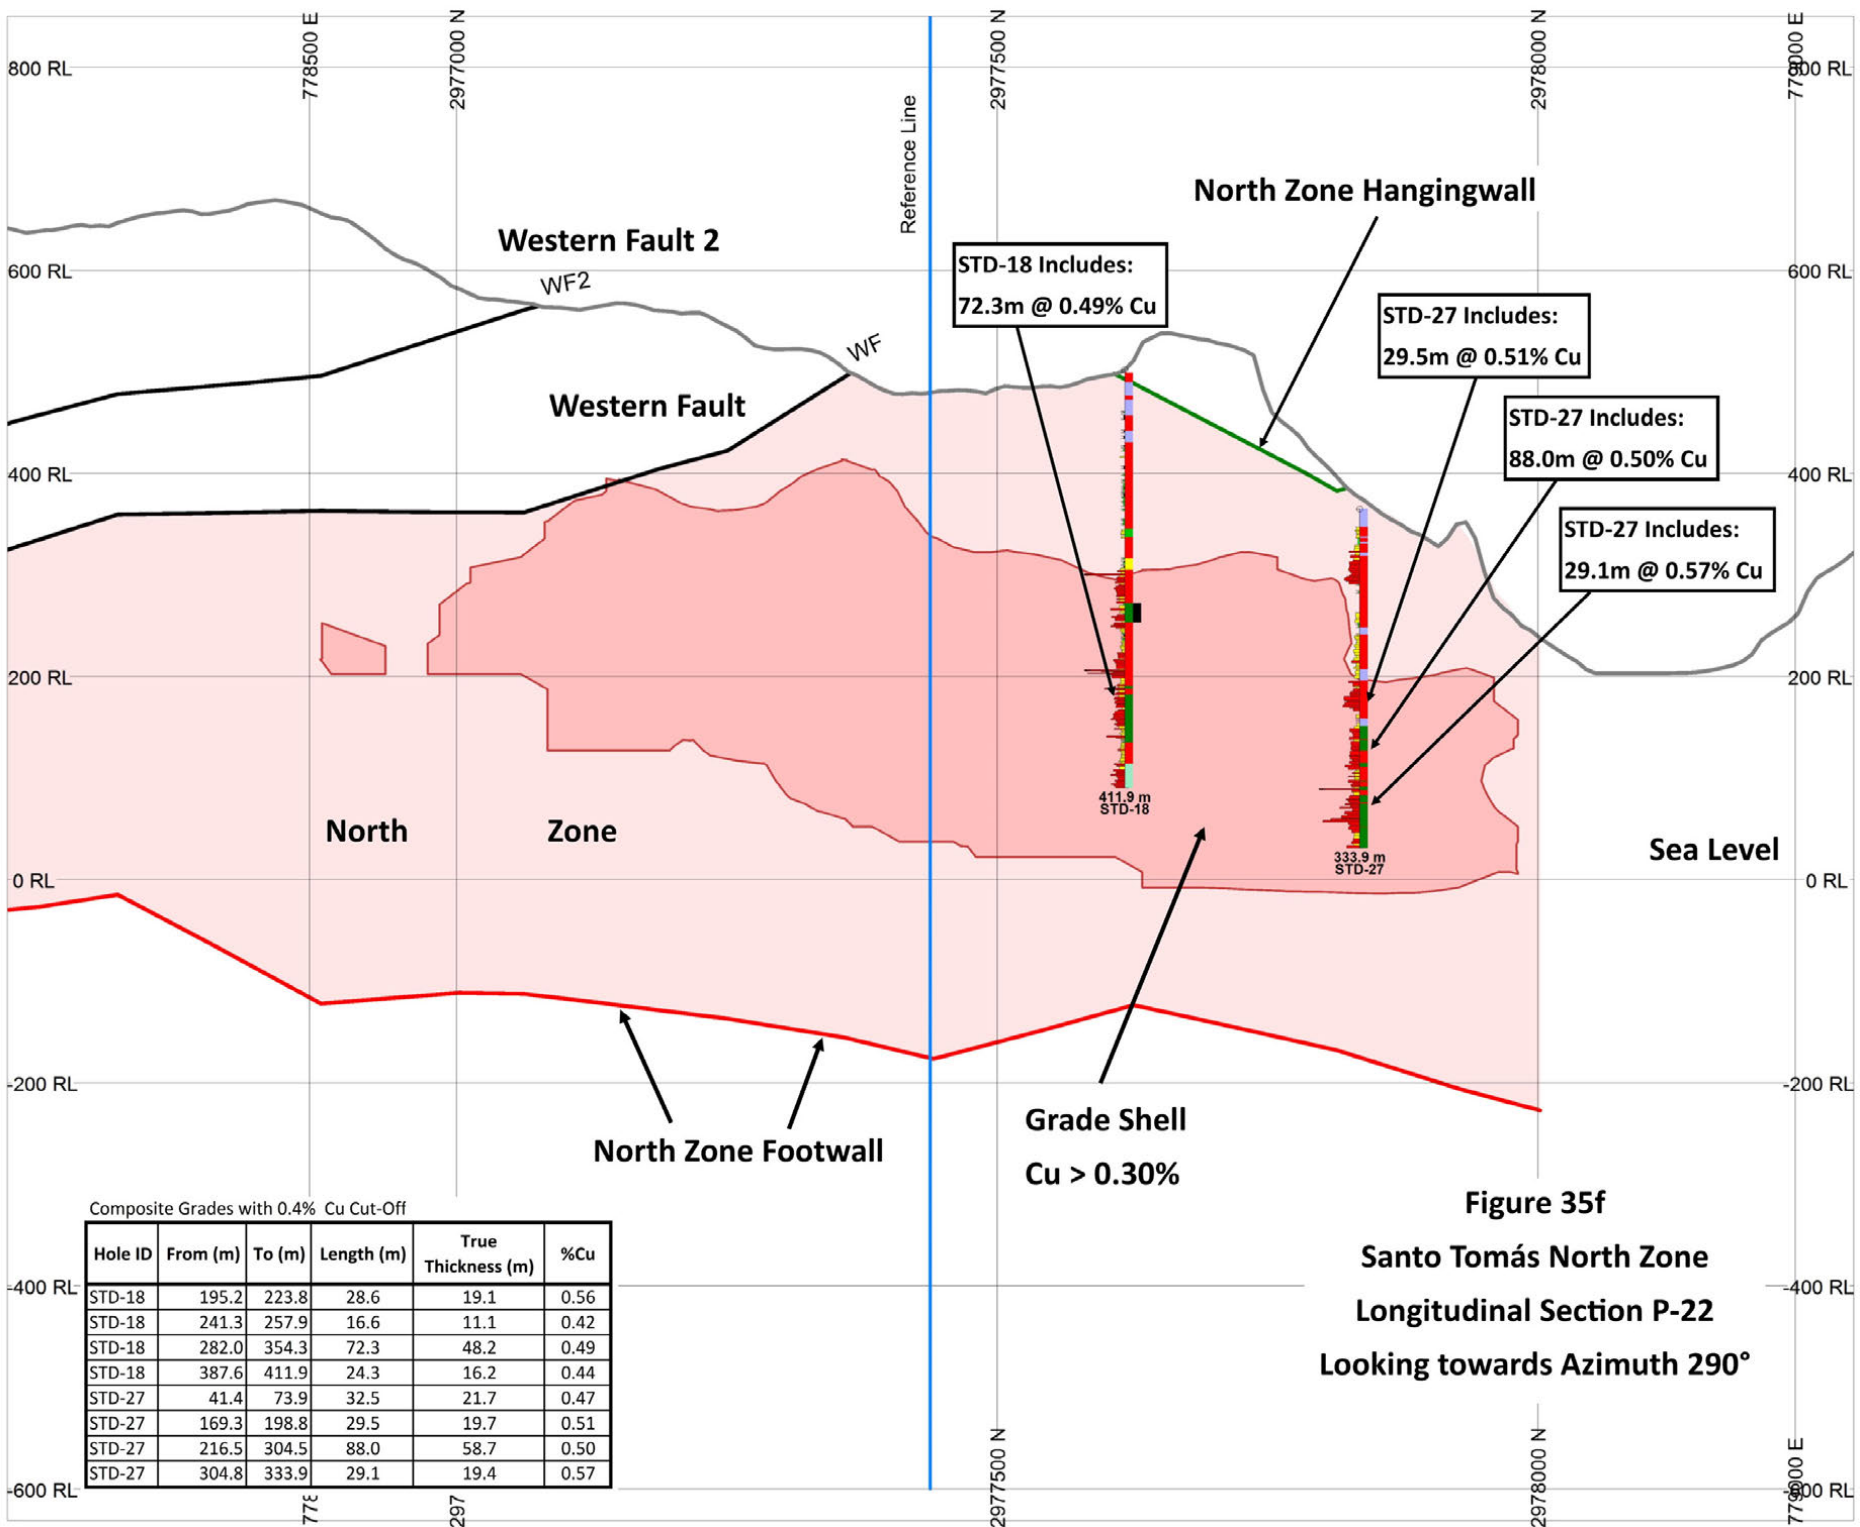 778500 E
2977000 N
2977500 N
2978000 N
779000 E
800 RL
800 RL
Reference Line
North Zone Hangingwall
Western Fault 2
STD-18 Includes:
72.3m @ 0.49% Cu
600 RL
600 RL
WF2
STD-27 Includes:
29.5m @ 0.51% Cu
WF
Western Fault
STD-27 Includes:
88.0m @ 0.50% Cu
400 RL
400 RL
STD-27 Includes:
29.1m @ 0.57% Cu
200 RL
200 RL
411.9 m
STD-18
North Zone
Sea Level
333.9 m
STD-27
0 RL
0 RL
-200 RL
-200 RL
Grade Shell
Cu > 0.30%
North Zone Footwall
Composite Grades with 0.4% Cu Cut-Off
Hole ID From (m) To (m) Length (m) True Thickness (m) %Cu
STD-18 195.2 223.8 28.6 19.1 0.56
STD-18 241.3 257.9 16.6 11.1 0.42
STD-18 282.0 354.3 72.3 48.2 0.49
STD-18 387.6 411.9 24.3 16.2 0.44
STD-27 41.4 73.9 32.5 21.7 0.47
STD-27 169.3 198.8 29.5 19.7 0.51
STD-27 216.5 304.5 88.0 58.7 0.50
STD-27 304.8 333.9 29.1 19.4 0.57
Figure 35f
Santo Tomás North Zone
Longitudinal Section P-22
Looking towards Azimuth 290°
-400 RL
-400 RL
-600 RL
-600 RL
297
2977500 N
2978000 N
779000 E